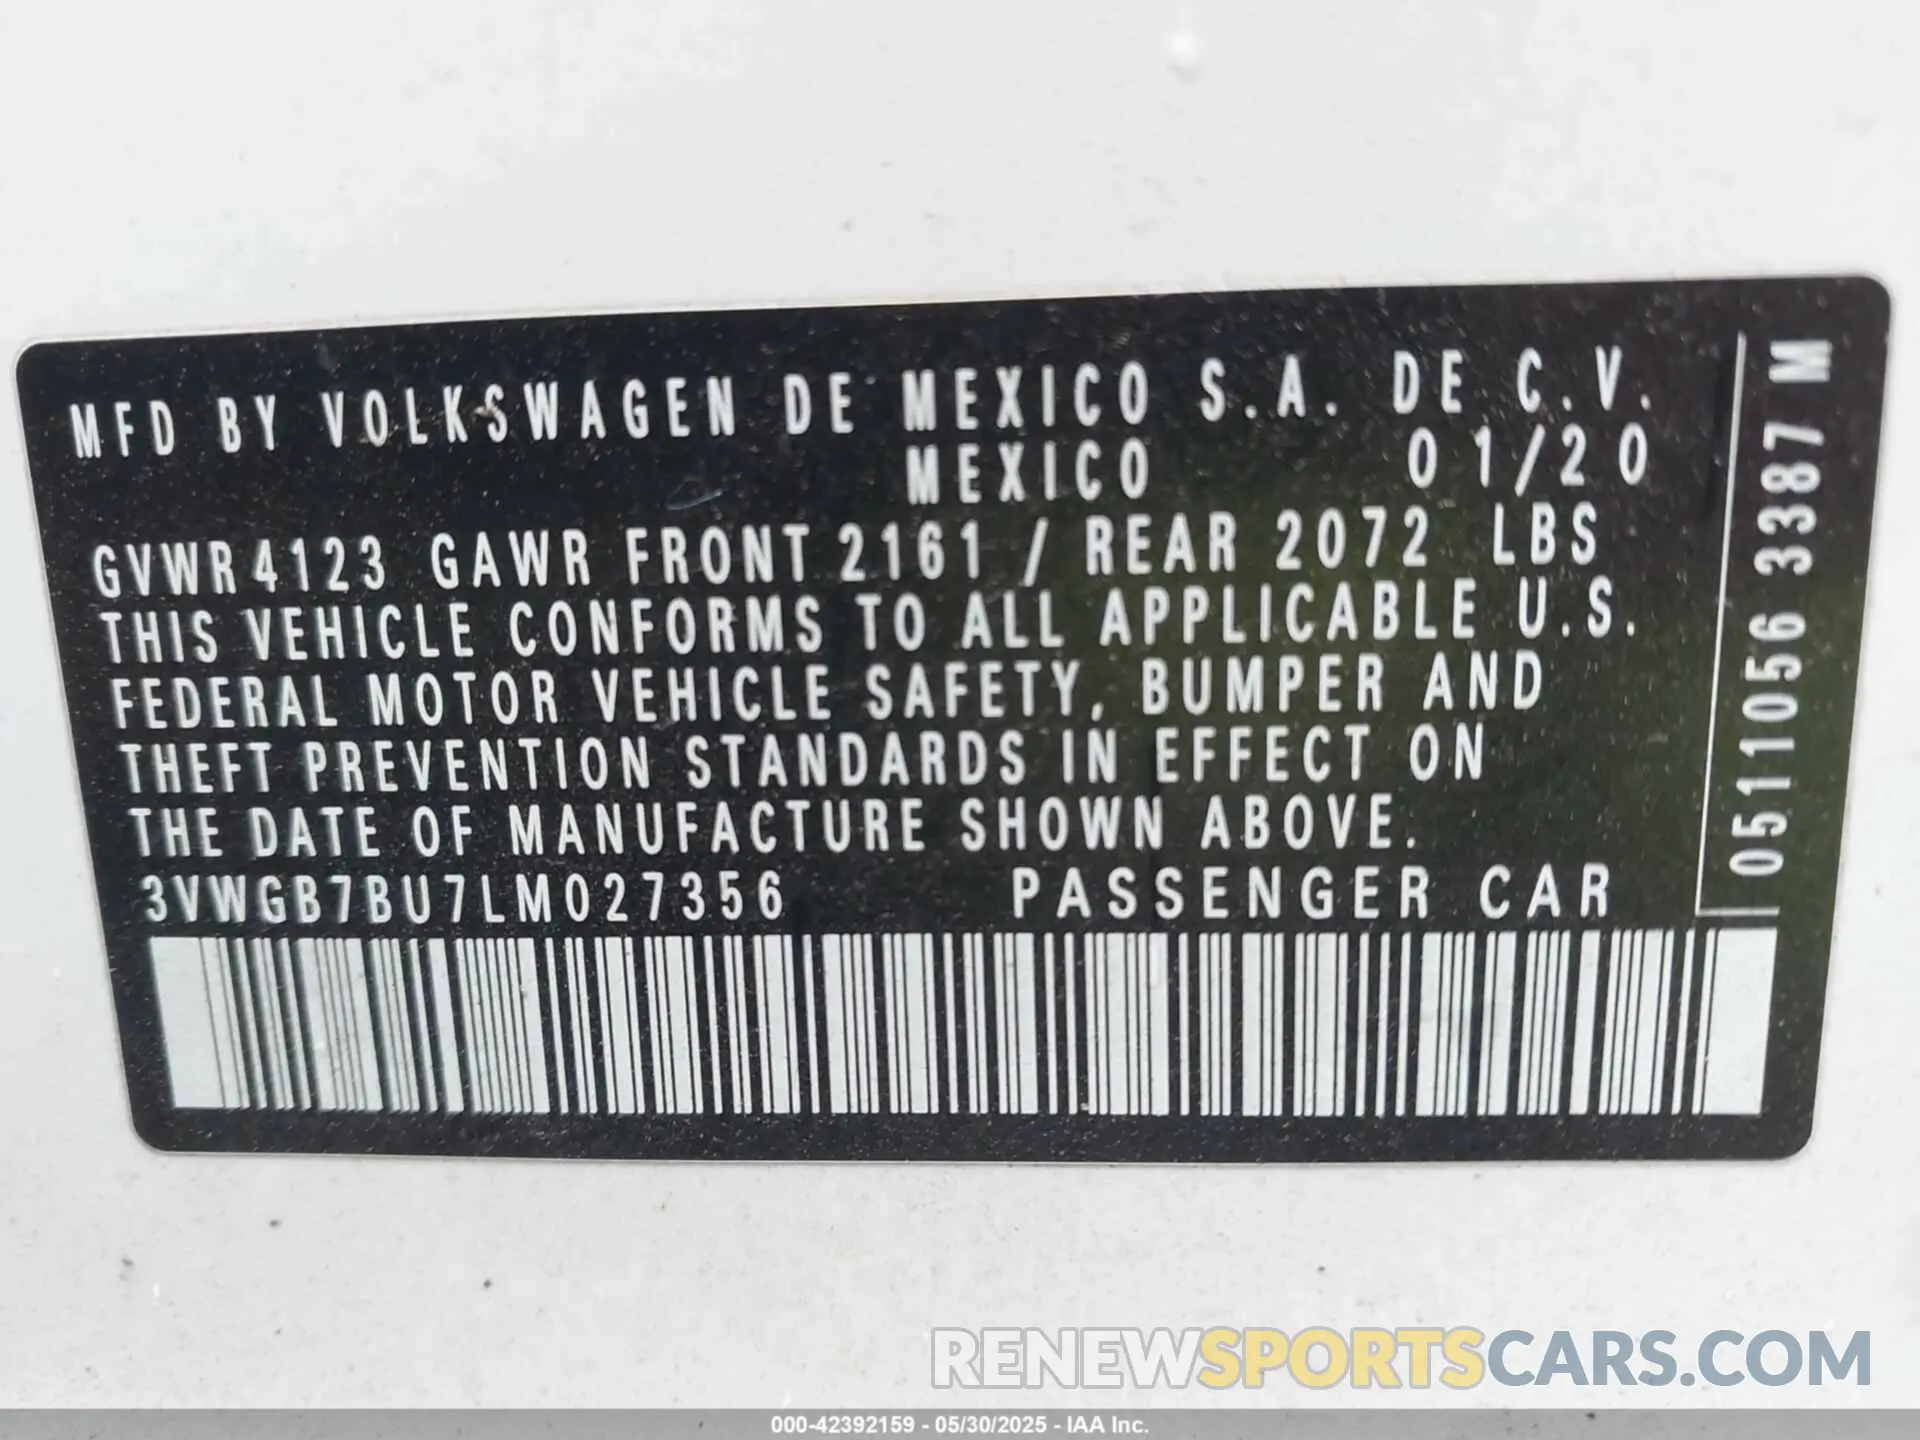 MFD BY VOLKSWAGEN DE MEXICO S.A. DE C.V.
MEXICO 01/20
GVWR 4123 GAWR FRONT 2161 / REAR 2072 LBS
THIS VEHICLE CONFORMS TO ALL APPLICABLE U.S.
FEDERAL MOTOR VEHICLE SAFETY, BUMPER AND
THEFT PREVENTION STANDARDS IN EFFECT ON
THE DATE OF MANUFACTURE SHOWN ABOVE.
3VWGB7BU7LM027356 PASSENGER CAR
0511056 3387 M
RENEWSPORTSCARS.COM
000-42392159 - 05/30/2025 - IAA Inc.